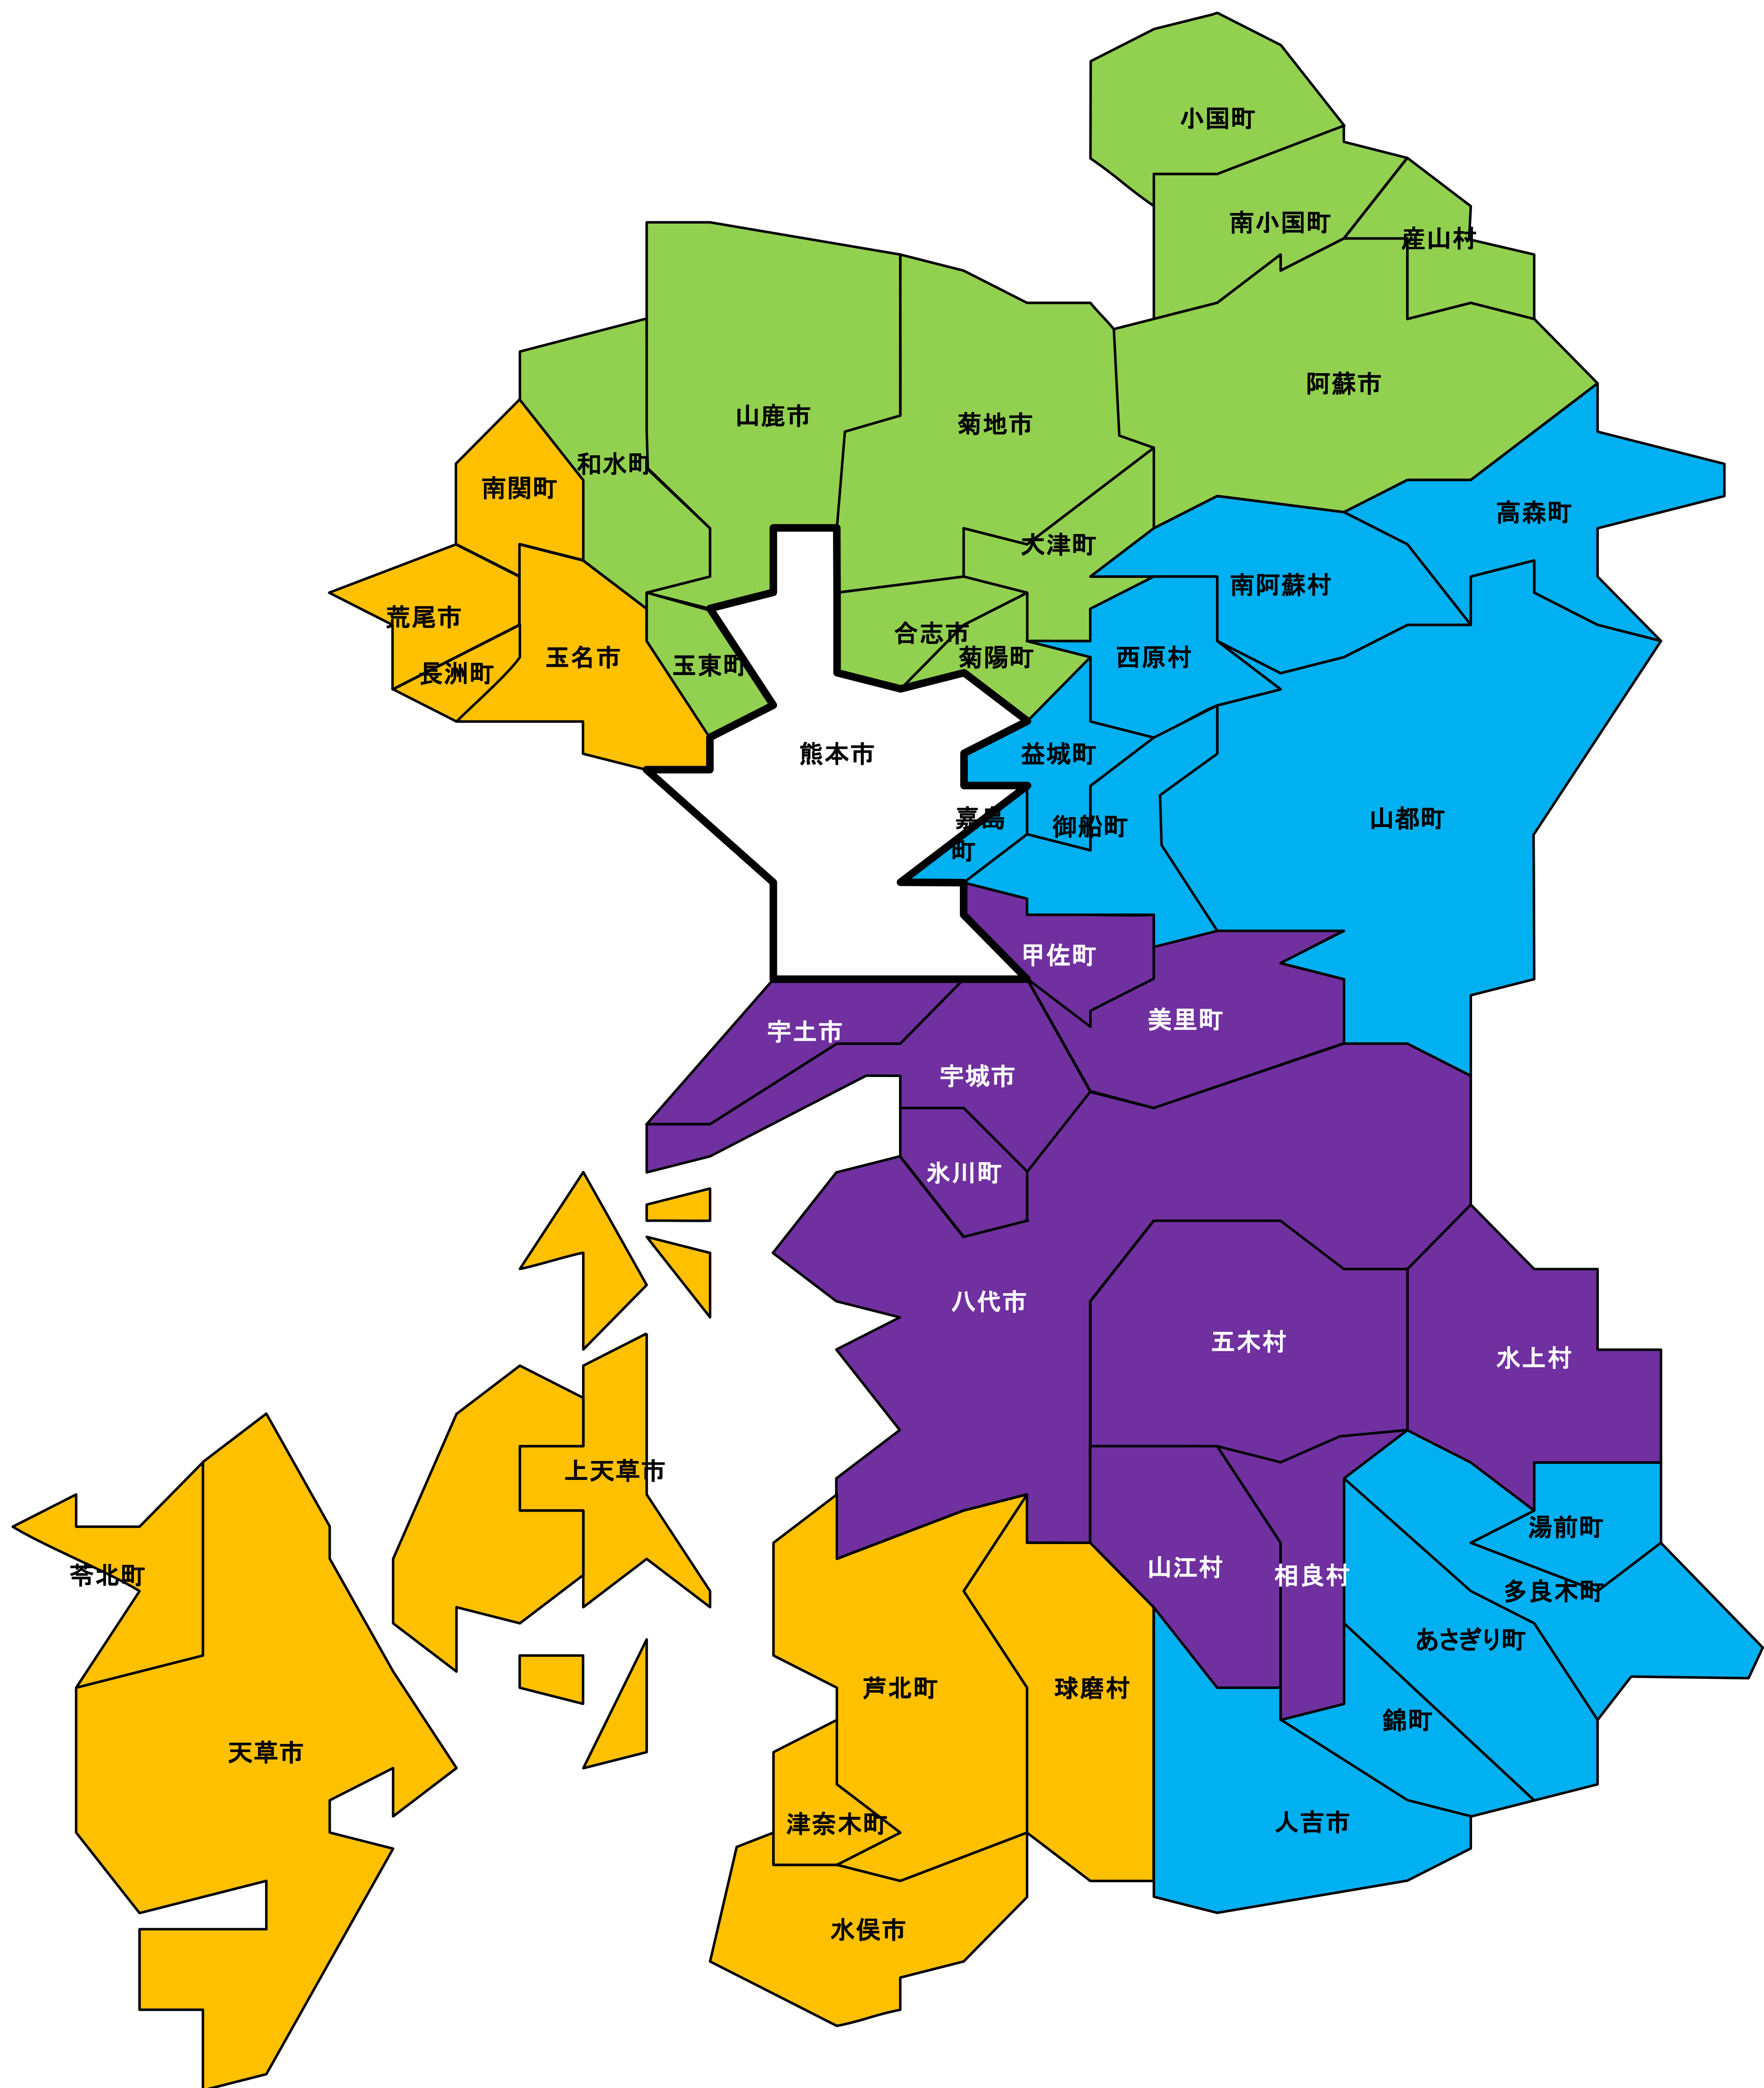 小国町
南小国町
産山村
阿蘇市
山鹿市
菊地市
和水町
南関町
高森町
大津町
南阿蘇村
荒尾市
合志市
玉名市
菊陽町
西原村
玉東町
長洲町
熊本市
益城町
嘉島
町
御船町
山都町
甲佐町
美里町
宇土市
宇城市
氷川町
八代市
五木村
水上村
上天草市
湯前町
山江村
相良村
苓北町
多良木町
あさぎり町
芦北町
球磨村
錦町
天草市
津奈木町
人吉市
水俣市